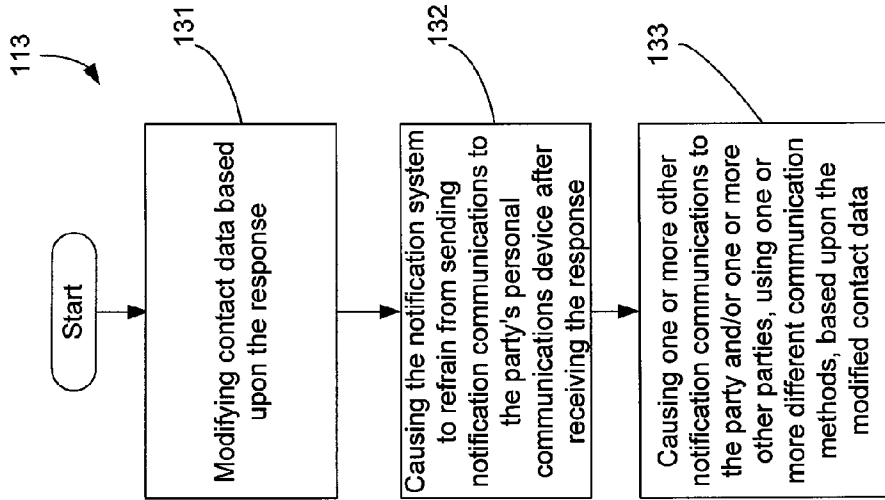 113
Start
131
Modifying contact data based
upon the response
132
Causing the notification system
to refrain from sending
notification communications to
the party's personal
communications device after
receiving the response
133
Causing one or more other
notification communications to
the party and/or one or more
other parties, using one or
more different communication
methods, based upon the
modified contact data